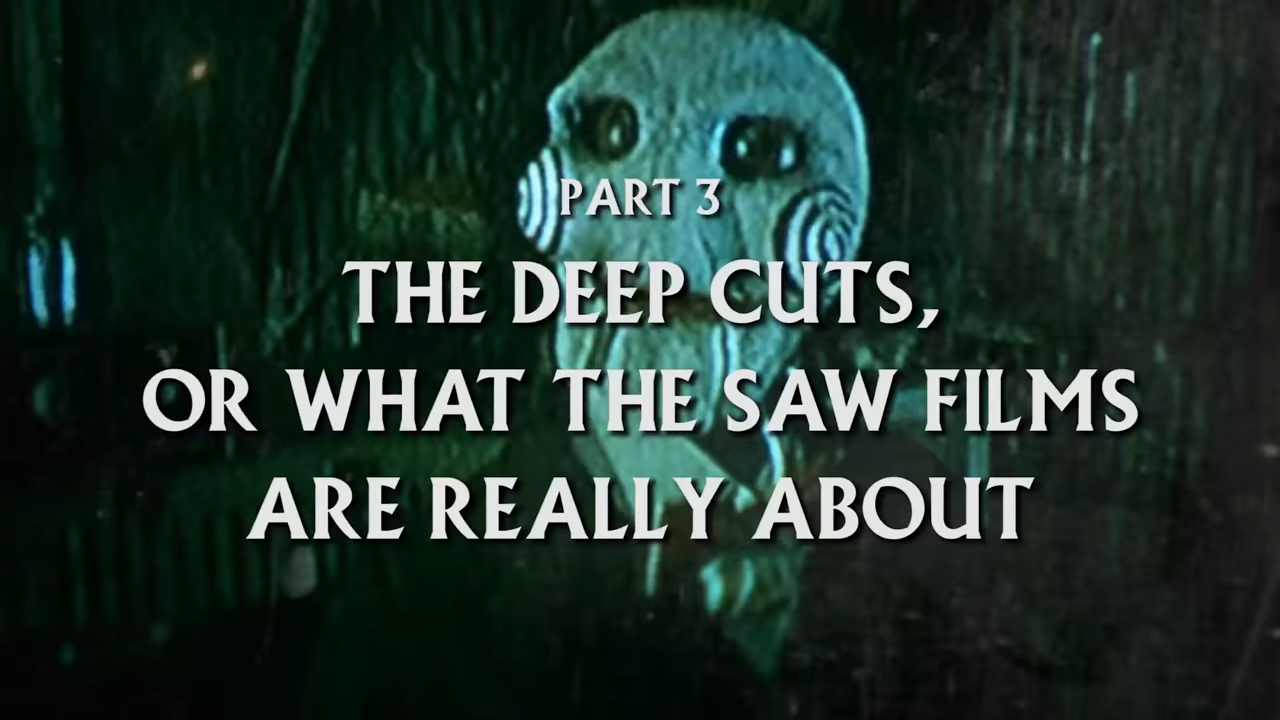 PART 3
THE DEEP CUTS,
OR WHAT THE SAW FILMS
ARE REALLY ABOUT